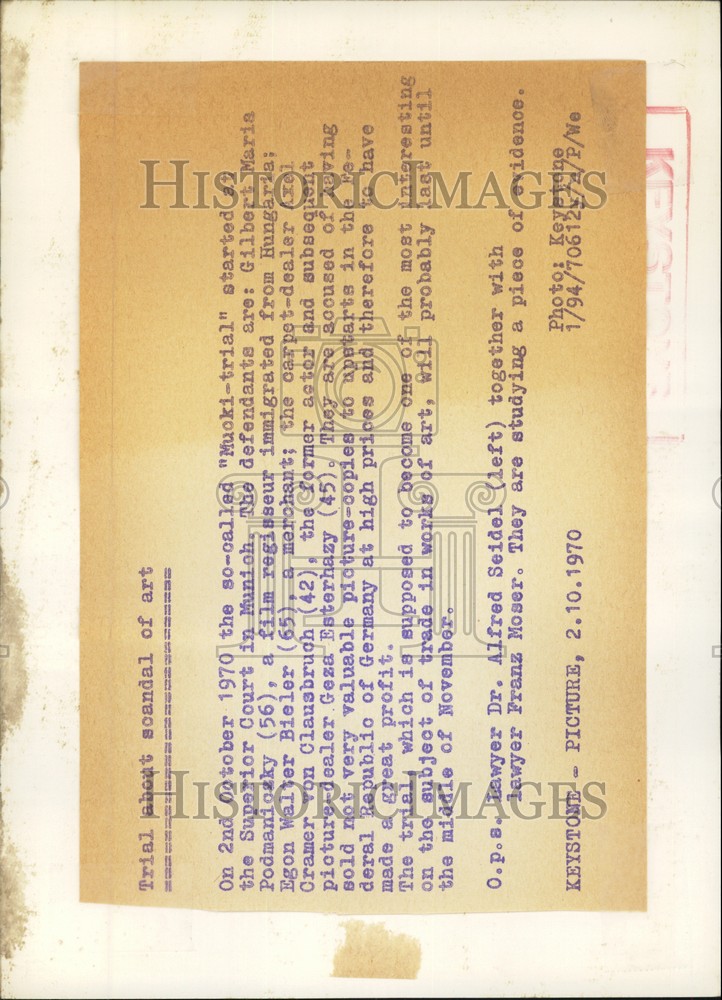 Trial about scandal of art
==========================
On 2nd October 1970 the so-called "Mucki-trial" started at
the Superior Court in Munich. The defendants are: Gilbert Maria
Podmaniczky (56), a film regisseur immigrated from Hungaria;
Egon Walter Bieler (65), a merchant; the carpet-dealer Axel
Cramer von Clausbruch (42), the former actor and subsequent
picture-dealer Geza Esterhazy (45). They are accused of having
sold not very valuable picture-copies to upstarts in the Fe-
deral Republic of Germany at high prices and therefore to have
made a great profit.
The trial, which is supposed to become one of the most interesting
on the subject of trade in works of art, will probably last until
the middle of November.
O.p.s. Lawyer Dr. Alfred Seidel (left) together with
lawyer Franz Moser. They are studying a piece of evidence.
Photo: Keystone
KEYSTONE - PICTURE, 2.10.1970
KEYSTONE
HISTORIC IMAGES
HISTORIC IMAGES